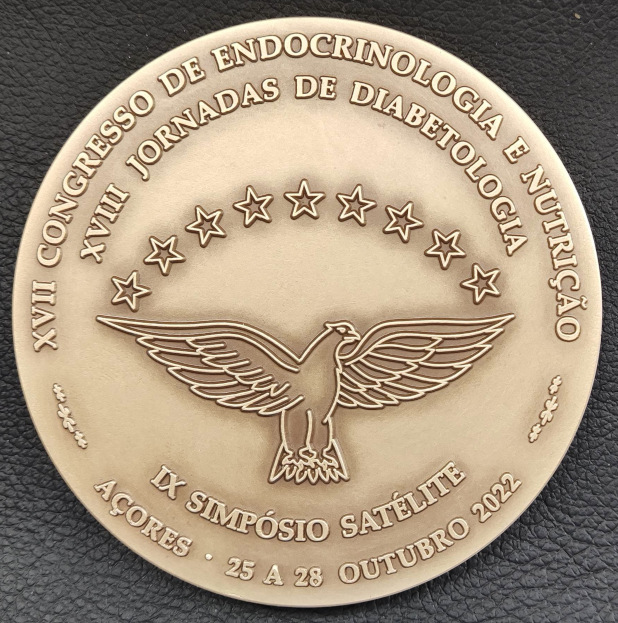 XVII CONGRESSO DE ENDOCRINOLOGIA E NUTRIÇÃO
XVIII JORNADAS DE DIABETOLOGIA
IX SIMPÓSIO SATÉLITE
AÇORES · 25 A 28 OUTUBRO 2022